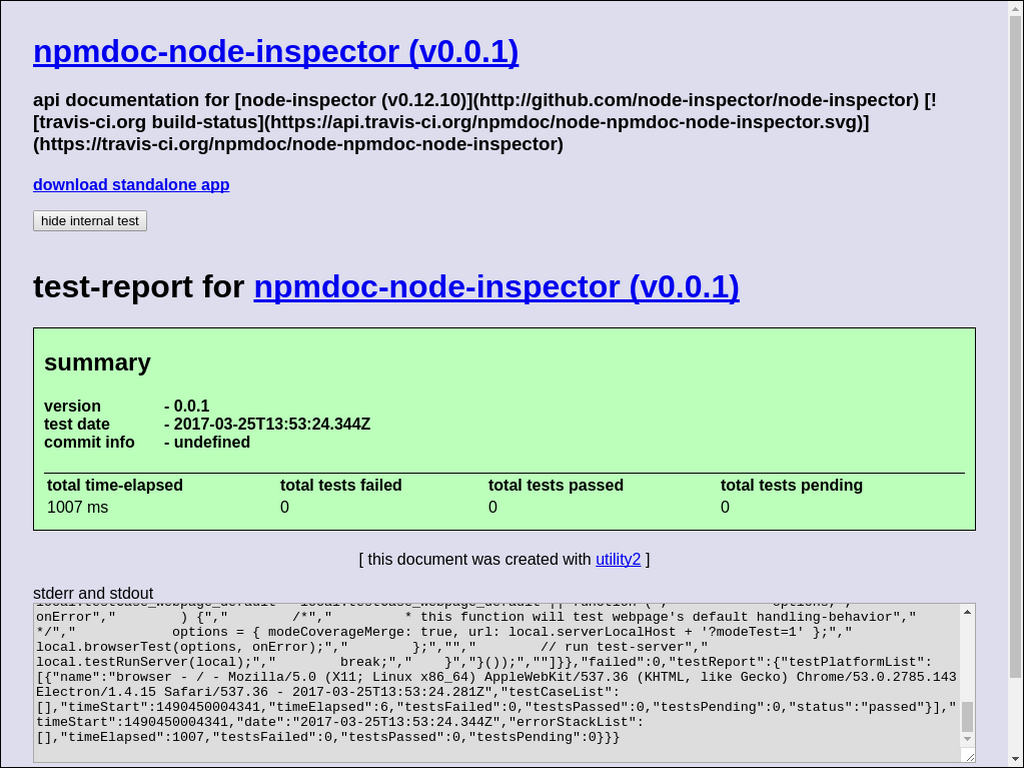 npmdoc-node-inspector (v0.0.1)
api documentation for [node-inspector (v0.12.10)](http://github.com/node-inspector/node-inspector) [!
[travis-ci.org build-status](https://api.travis-ci.org/npmdoc/node-npmdoc-node-inspector.svg)]
(https://travis-ci.org/npmdoc/node-npmdoc-node-inspector)
download standalone app
hide internal test
test-report for npmdoc-node-inspector (v0.0.1)
summary
version - 0.0.1
test date - 2017-03-25T13:53:24.344Z
commit info - undefined
total time-elapsed total tests failed total tests passed total tests pending
1007 ms 0 0 0
[ this document was created with utility2 ]
stderr and stdout
onError","        ) {","        /*","         * this function will test webpage's default handling-behavior","
*/","            options = { modeCoverageMerge: true, url: local.serverLocalHost + '?modeTest=1' };","
local.browserTest(options, onError);","        };","","        // run test-server","
local.testRunServer(local);","        break;","    }","}());",""]}},"failed":0,"testReport":{"testPlatformList":
[{"name":"browser - / - Mozilla/5.0 (X11; Linux x86_64) AppleWebKit/537.36 (KHTML, like Gecko) Chrome/53.0.2785.143
Electron/1.4.15 Safari/537.36 - 2017-03-25T13:53:24.281Z","testCaseList":
[],"timeStart":1490450004341,"timeElapsed":6,"testsFailed":0,"testsPassed":0,"testsPending":0,"status":"passed"}],"
timeStart":1490450004341,"date":"2017-03-25T13:53:24.344Z","errorStackList":
[],"timeElapsed":1007,"testsFailed":0,"testsPassed":0,"testsPending":0}}}